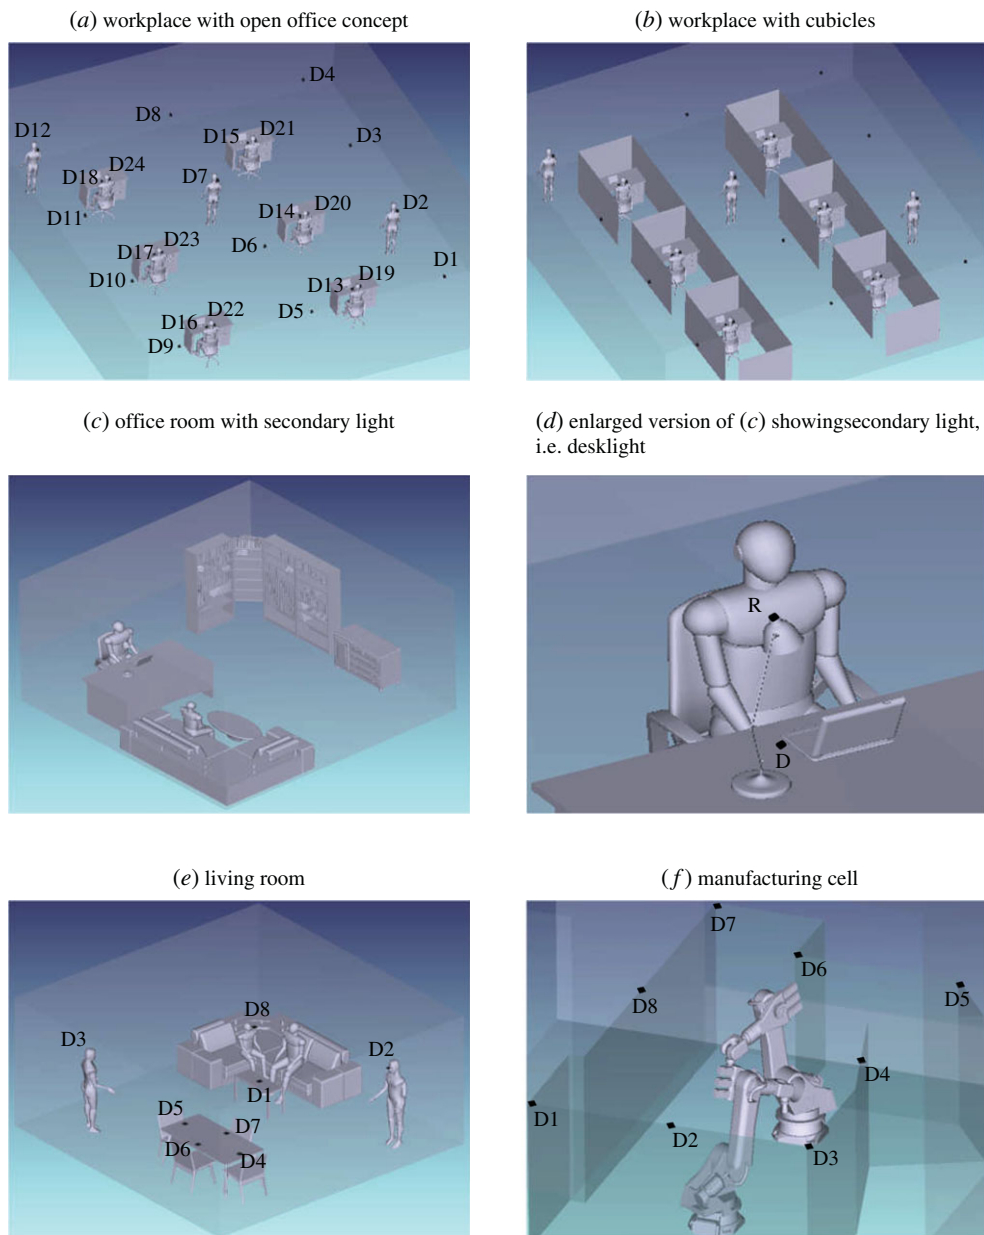 (a) workplace with open office concept
(b) workplace with cubicles
D4
D8
D12
D15 D21
D3
D18 D24
D7
D11
D14 D20
D2
D17 D23
D6
D1
D10
D13 D19
D16 D22
D5
D9
(c) office room with secondary light
(d) enlarged version of (c) showingsecondary light,
i.e. desklight
R
D
(e) living room
(f) manufacturing cell
D8
D3
D2
D1
D5
D7
D6
D4
D7
D6
D8
D5
D4
D1
D2
D3